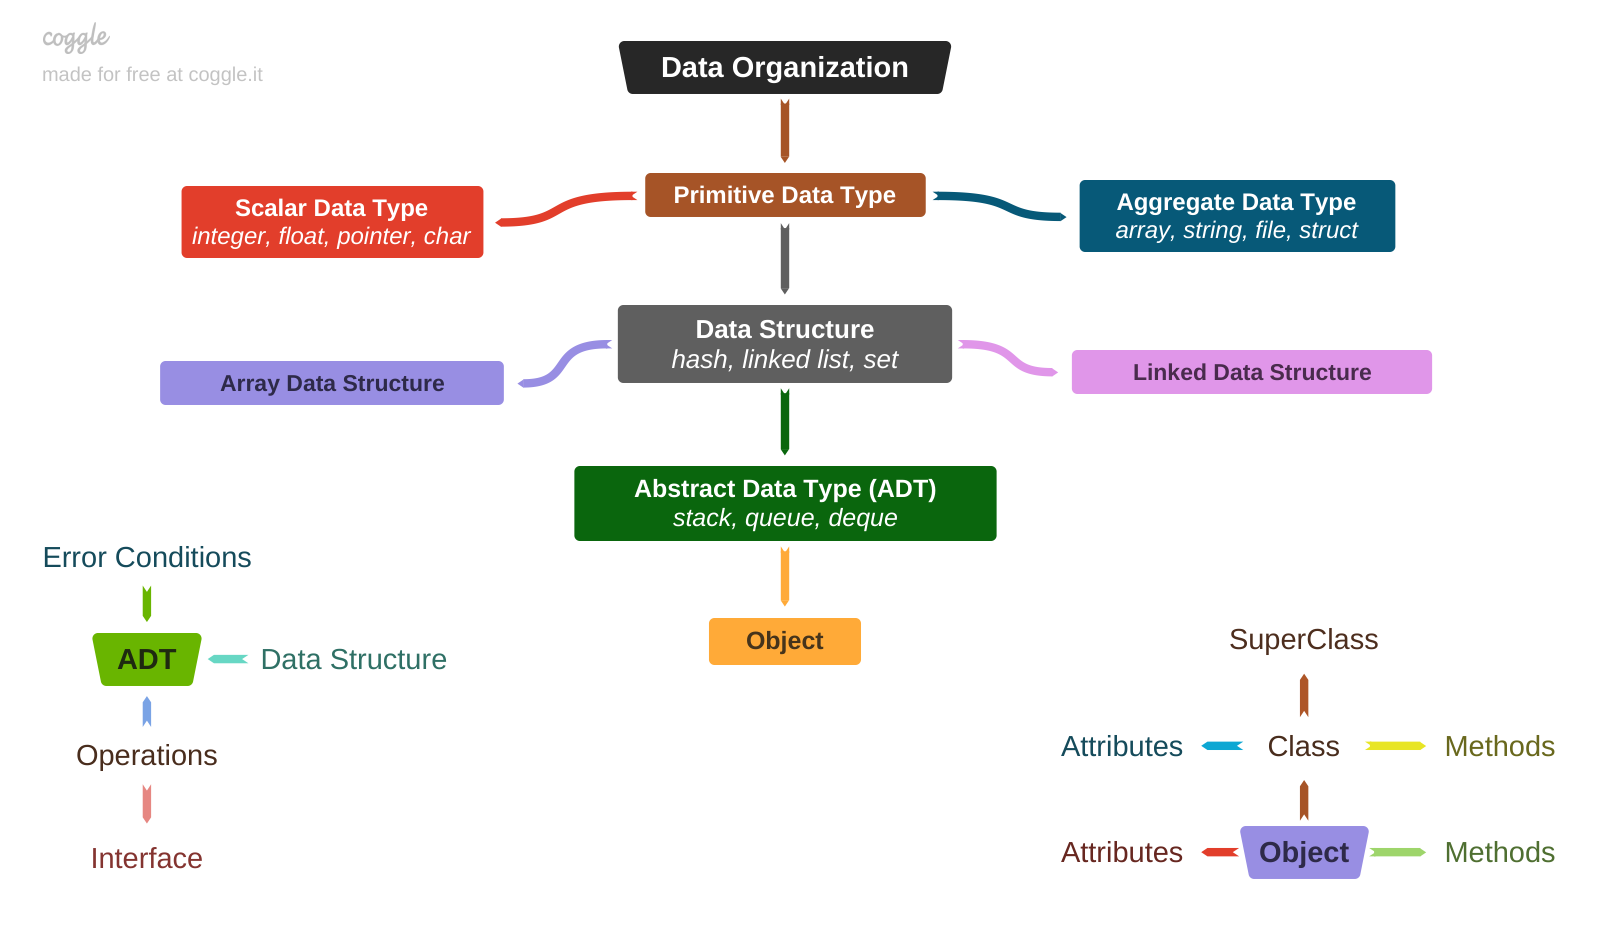 coggle
made for free at coggle.it
Data Organization
Primitive Data Type
Scalar Data Type
integer, float, pointer, char
Aggregate Data Type
array, string, file, struct
Data Structure
hash, linked list, set
Array Data Structure
Linked Data Structure
Abstract Data Type (ADT)
stack, queue, deque
Object
Error Conditions
ADT
Data Structure
Operations
Interface
SuperClass
Attributes
Class
Methods
Attributes
Object
Methods